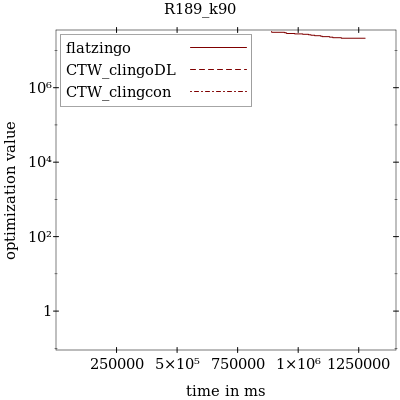 R189_k90
flatzingo
CTW_clingoDL
CTW_clingcon
optimization value
10⁶
10⁴
10²
1
250000 5×10⁵ 750000 1×10⁶ 1250000
time in ms